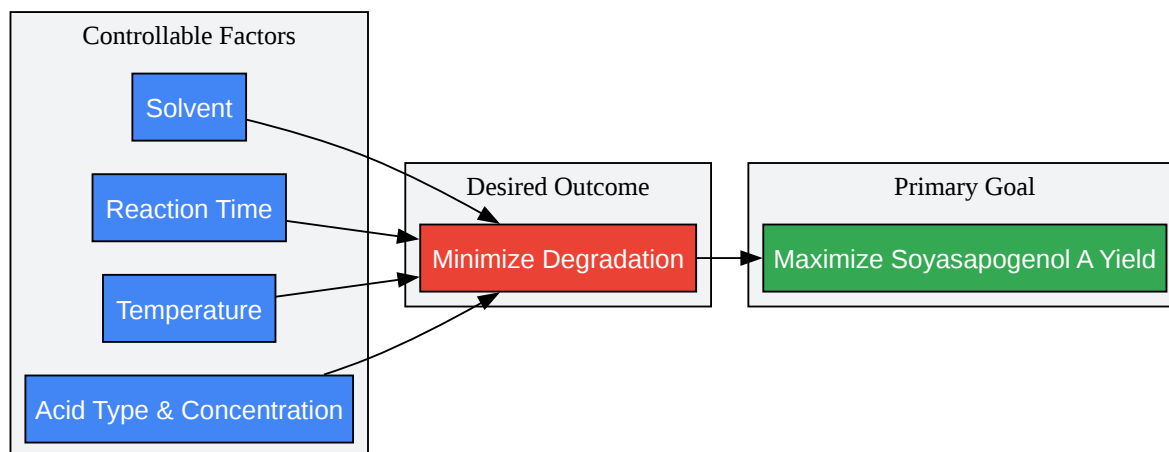 Controllable Factors
Solvent
Reaction Time
Temperature
Acid Type & Concentration
Desired Outcome
Minimize Degradation
Primary Goal
Maximize Soyasapogenol A Yield